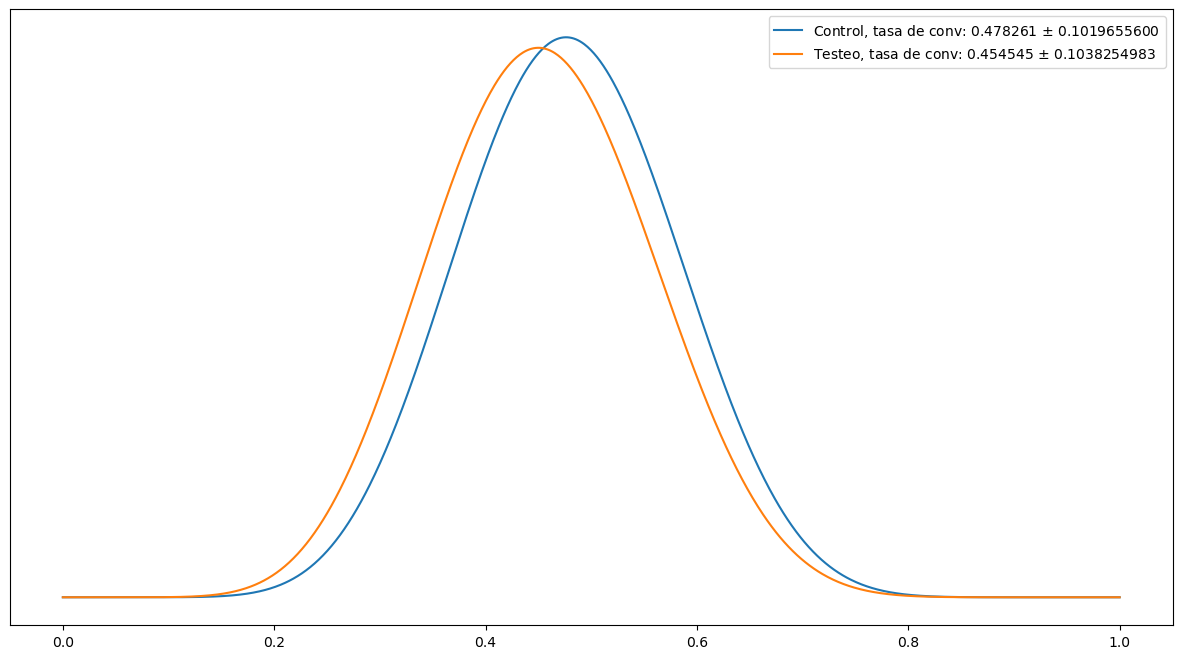 Control, tasa de conv: 0.478261 ± 0.1019655600
Testeo, tasa de conv: 0.454545 ± 0.1038254983
0.0 0.2 0.4 0.6 0.8 1.0